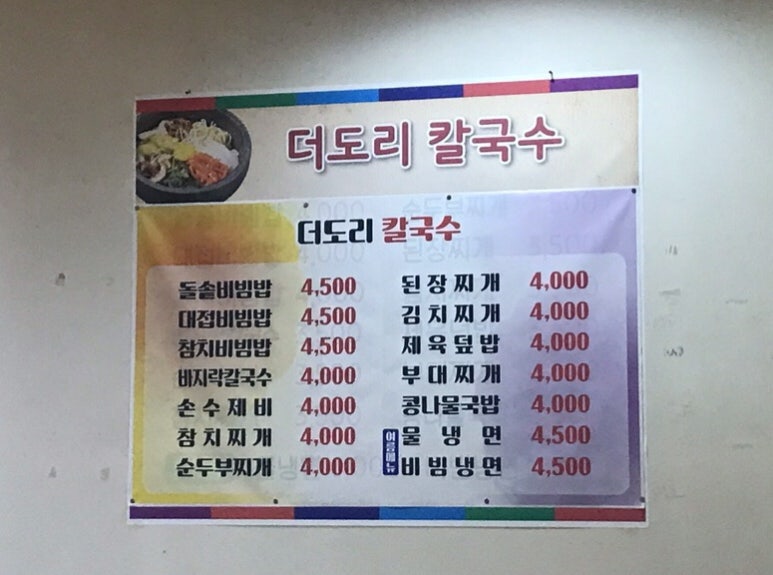 더도리 칼국수
더도리 칼국수
돌솥비빔밥 4,500
대접비빔밥 4,500
참치비빔밥 4,500
바지락칼국수 4,000
손수제비 4,000
참치찌개 4,000
순두부찌개 4,000
된장찌개 4,000
김치찌개 4,000
제육덮밥 4,000
부대찌개 4,000
콩나물국밥 4,000
여름메뉴
물냉면 4,500
비빔냉면 4,500